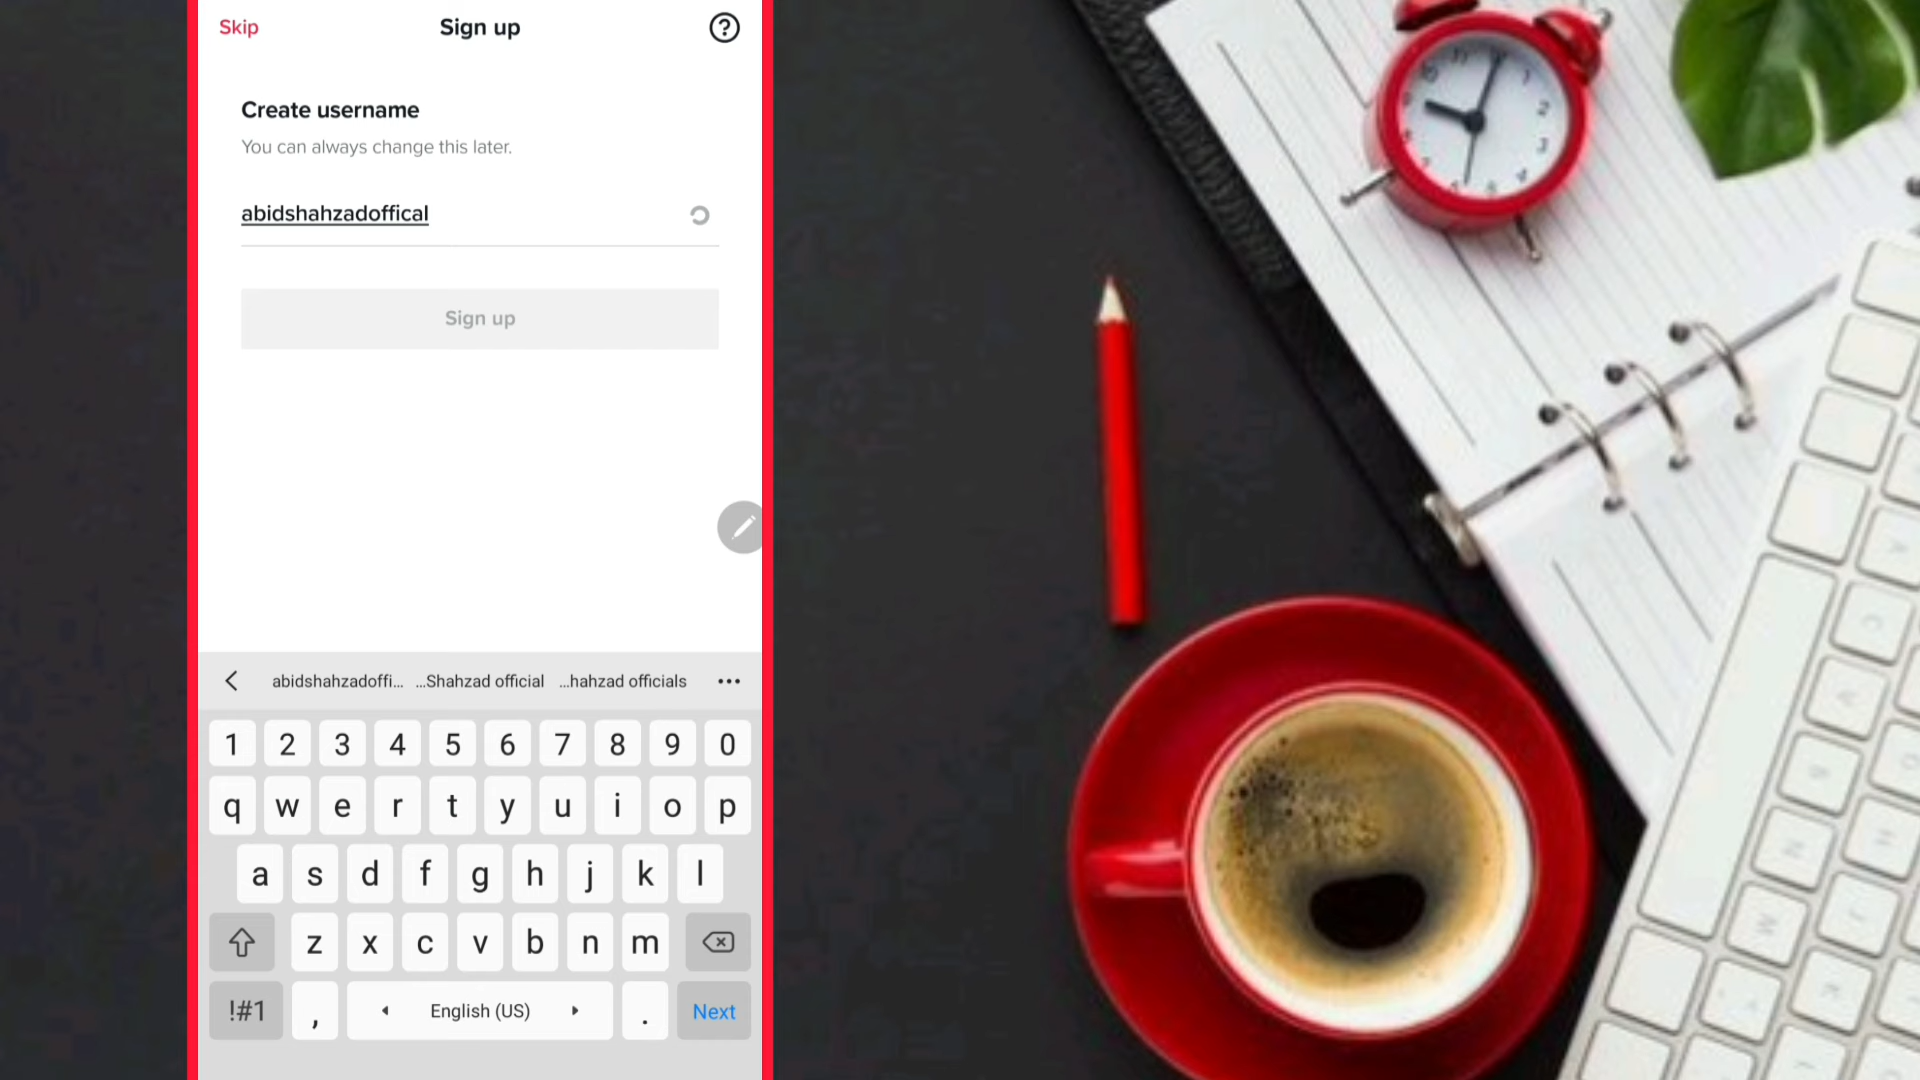 Skip Sign up ?
Create username
You can always change this later.
abidshahzadoffical
Sign up
abidshahzadoffi... ...Shahzad official ...hahzad officials
1 2 3 4 5 6 7 8 9 0
q w e r t y u i o p
a s d f g h j k l
z x c v b n m
!#1 , English (US) . Next